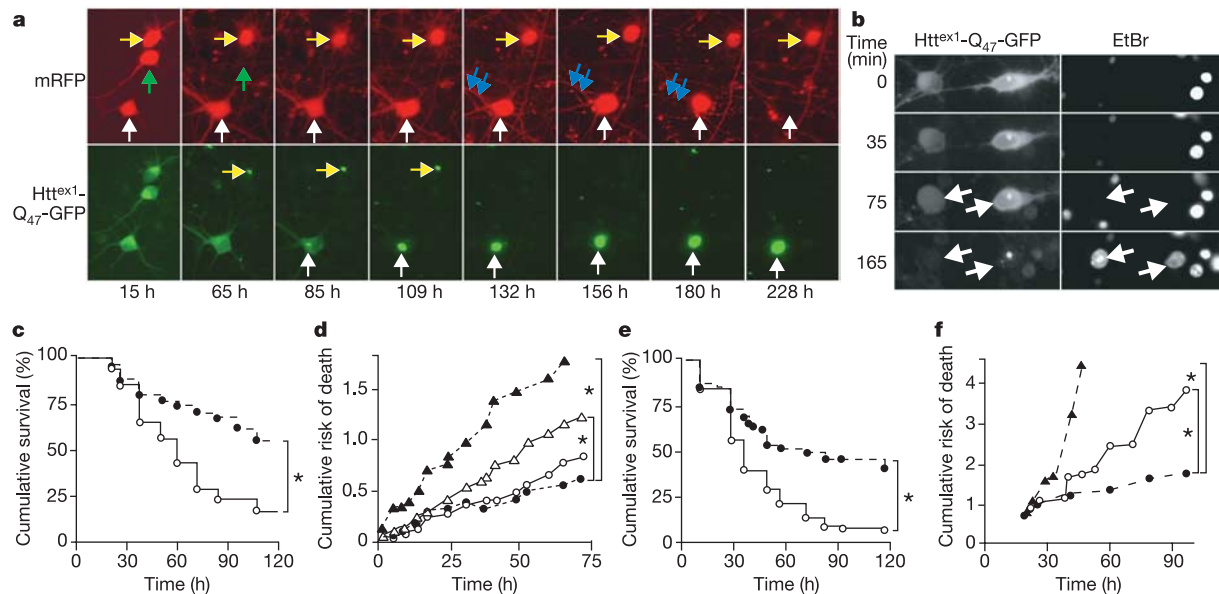 a
mRFP
Htt^ex1-
Q47-GFP
15 h 65 h 85 h 109 h 132 h 156 h 180 h 228 h
b
Time
(min)
Htt^ex1-Q47-GFP EtBr
0
35
75
165
c
Cumulative survival (%)
100
75
50
25
0
0 30 60 90 120
Time (h)
*
d
Cumulative risk of death
1.5
1.0
0.5
0
0 25 50 75
Time (h)
*
*
e
Cumulative survival (%)
100
75
50
25
0
0 30 60 90 120
Time (h)
*
f
Cumulative risk of death
4
3
2
1
0
30 60 90
Time (h)
*
*